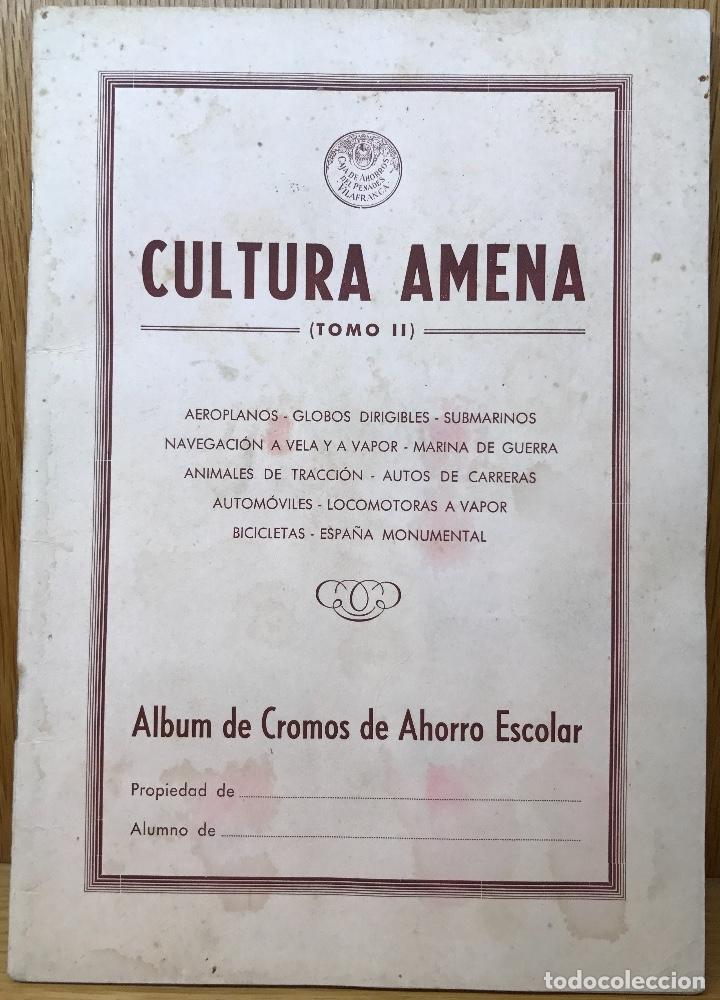 CAJA DE AHORROS
DEL PENADÉS
VILAFRANCA
CULTURA AMENA
(TOMO II)
AEROPLANOS - GLOBOS DIRIGIBLES - SUBMARINOS
NAVEGACIÓN A VELA Y A VAPOR - MARINA DE GUERRA
ANIMALES DE TRACCIÓN - AUTOS DE CARRERAS
AUTOMÓVILES - LOCOMOTORAS A VAPOR
BICICLETAS - ESPAÑA MONUMENTAL
Album de Cromos de Ahorro Escolar
Propiedad de
Alumno de
todocoleccion